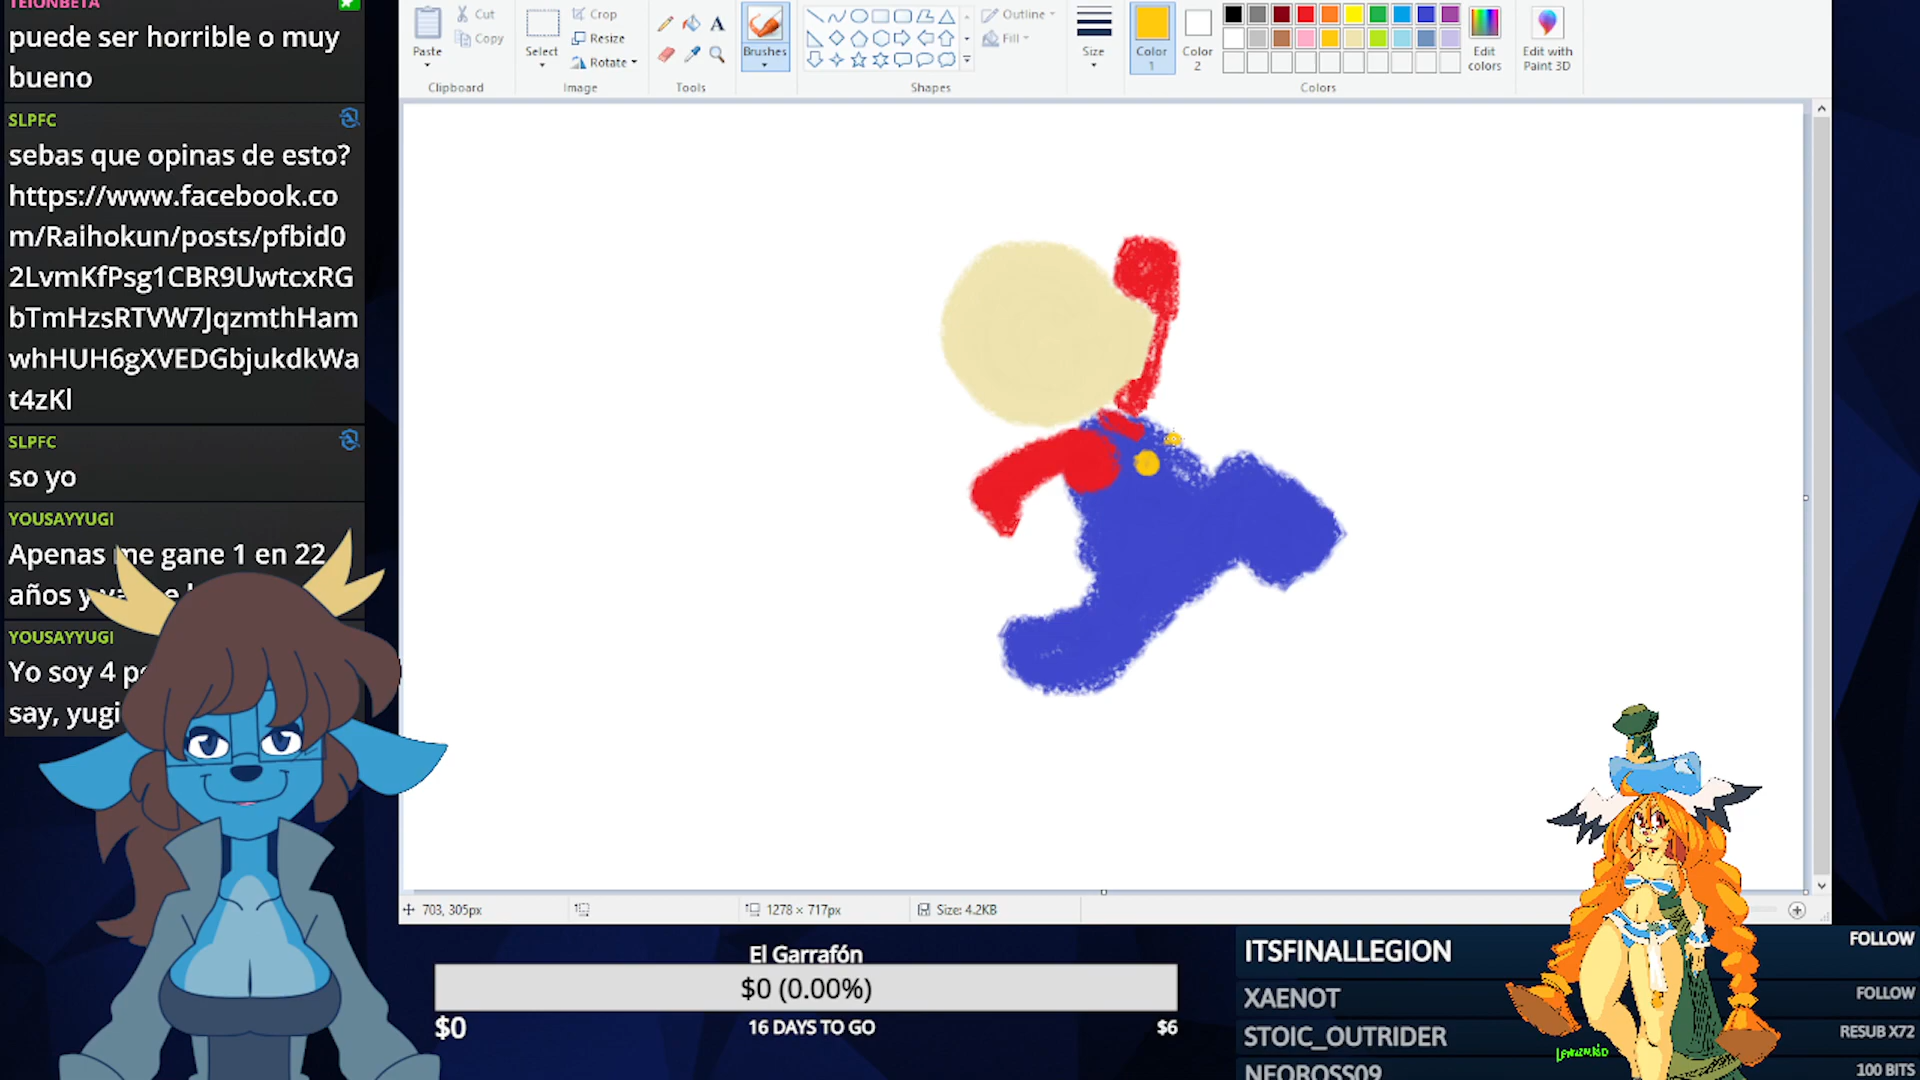 TEIONBETA
puede ser horrible o muy
bueno
SLPFC
sebas que opinas de esto?
https://www.facebook.co
m/Raihokun/posts/pfbid0
2LvmKfPsg1CBR9UwtcxRG
bTmHzsRTVW7JqzmthHam
whHUH6gXVEDGbjukdkWa
t4zKl
SLPFC
so yo
YOUSAYYUGI
Apenas me gane 1 en 22
años y
YOUSAYYUGI
Yo soy 4
say, yugi
Paste
Cut
Copy
Clipboard
Select
Crop
Resize
Rotate
Image
A
Tools
Brushes
Shapes
Outline
Fill
Size
Color
1
Color
2
Edit
colors
Colors
Edit with
Paint 3D
703, 305px
1278 × 717px
Size: 4.2KB
El Garrafón
$0 (0.00%)
$0
16 DAYS TO GO
$6
ITSFINALLEGION FOLLOW
XAENOT FOLLOW
STOIC_OUTRIDER RESUB X72
NEOROSS09 100 BITS